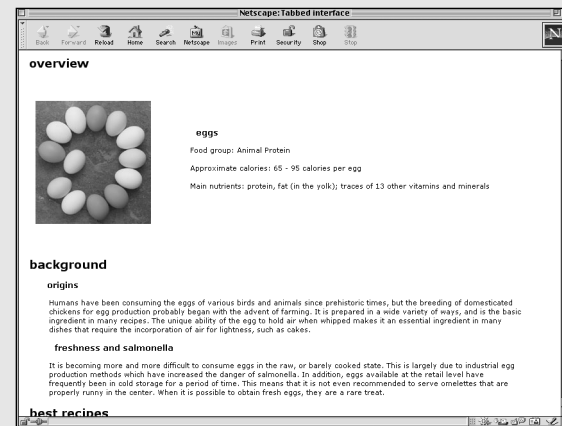 Netscape: Tabbed interface
Back Forward Reload Home Search Netscape Images Print Security Shop Stop
N
overview
eggs
Food group: Animal Protein
Approximate calories: 65 - 95 calories per egg
Main nutrients: protein, fat (in the yolk); traces of 13 other vitamins and minerals
background
origins
Humans have been consuming the eggs of various birds and animals since prehistoric times, but the breeding of domesticated
chickens for egg production probably began with the advent of farming. It is prepared in a wide variety of ways, and is the basic
ingredient in many recipes. The unique ability of the egg to hold air when whipped makes it an essential ingredient in many
dishes that require the incorporation of air for lightness, such as cakes.
freshness and salmonella
It is becoming more and more difficult to consume eggs in the raw, or barely cooked state. This is largely due to industrial egg
production methods which have increased the danger of salmonella. In addition, eggs available at the retail level have
frequently been in cold storage for a period of time. This means that it is not even recommended to serve omelettes that are
properly runny in the center. When it is possible to obtain fresh eggs, they are a rare treat.
best recipes